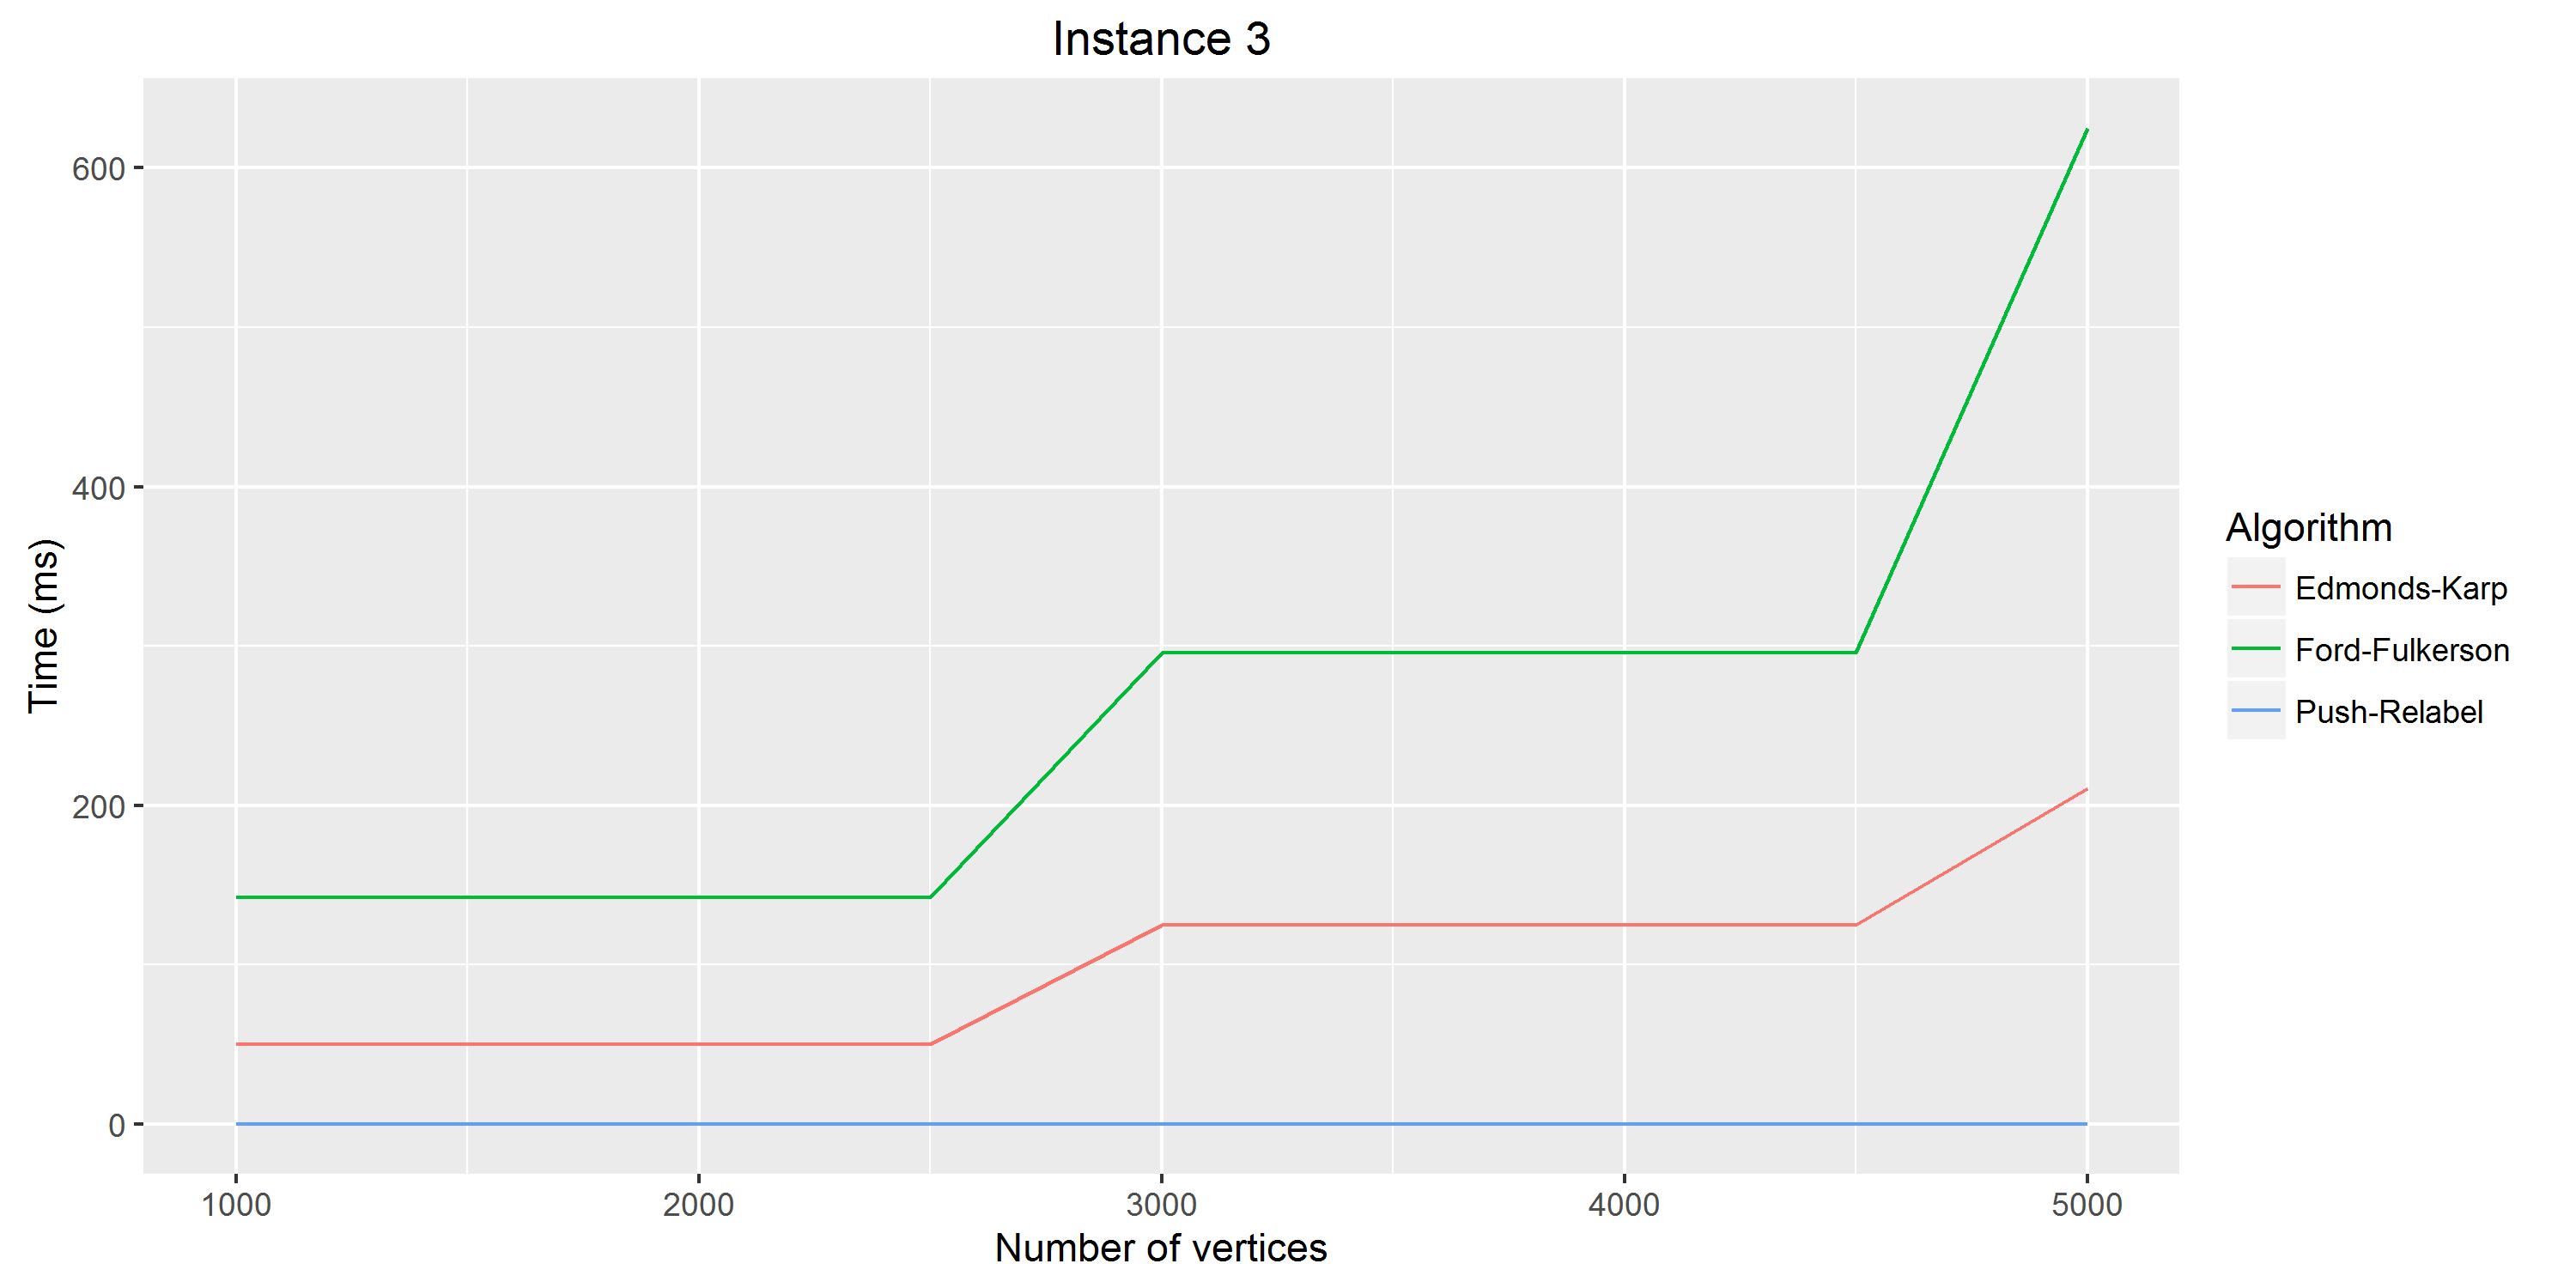 Instance 3
600
400
200
0
Time (ms)
1000 2000 3000 4000 5000
Number of vertices
Algorithm
Edmonds-Karp
Ford-Fulkerson
Push-Relabel